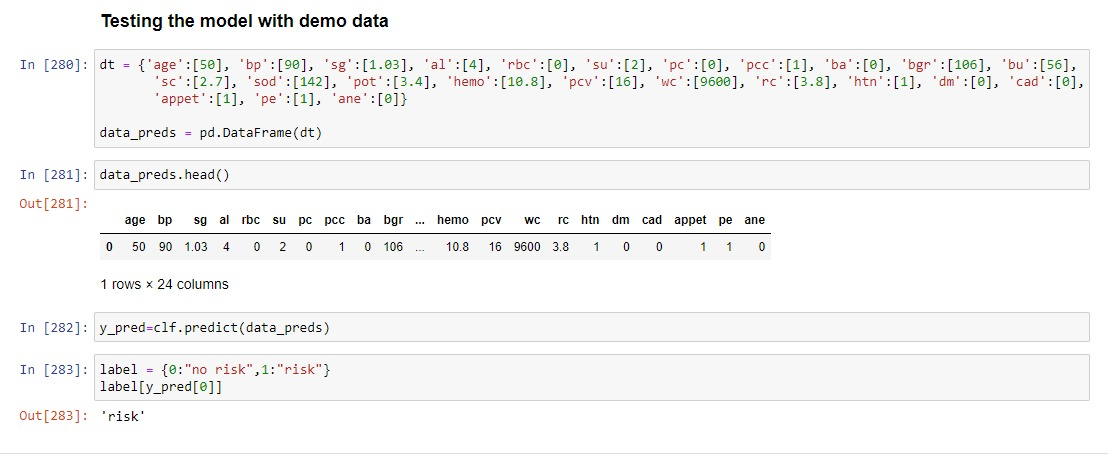 Testing the model with demo data
In [280]: dt = {'age':[50], 'bp':[90], 'sg':[1.03], 'al':[4], 'rbc':[0], 'su':[2], 'pc':[0], 'pcc':[1], 'ba':[0], 'bgr':[106], 'bu':[56],
'sc':[2.7], 'sod':[142], 'pot':[3.4], 'hemo':[10.8], 'pcv':[16], 'wc':[9600], 'rc':[3.8], 'htn':[1], 'dm':[0], 'cad':[0],
'appet':[1], 'pe':[1], 'ane':[0]}
data_preds = pd.DataFrame(dt)
In [281]: data_preds.head()
Out[281]:
age bp sg al rbc su pc pcc ba bgr ... hemo pcv wc rc htn dm cad appet pe ane
0 50 90 1.03 4 0 2 0 1 0 106 ... 10.8 16 9600 3.8 1 0 0 1 1 0
1 rows × 24 columns
In [282]: y_pred=clf.predict(data_preds)
In [283]: label = {0:"no risk",1:"risk"}
label[y_pred[0]]
Out[283]: 'risk'